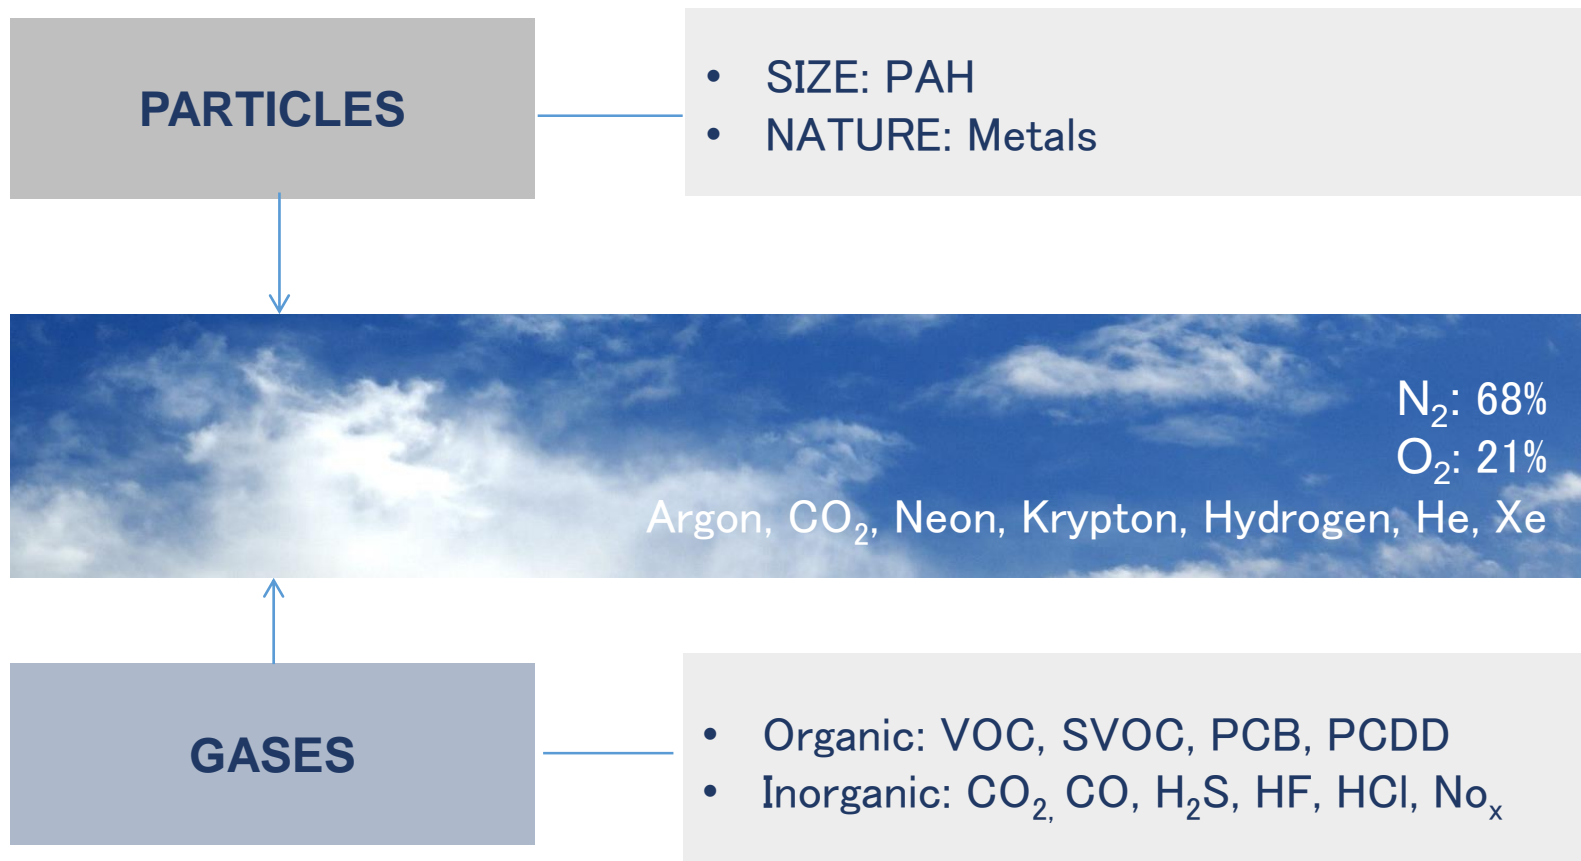 PARTICLES
• SIZE: PAH
• NATURE: Metals
N₂: 68%
O₂: 21%
Argon, CO₂, Neon, Krypton, Hydrogen, He, Xe
GASES
• Organic: VOC, SVOC, PCB, PCDD
• Inorganic: CO₂, CO, H₂S, HF, HCl, Noₓ